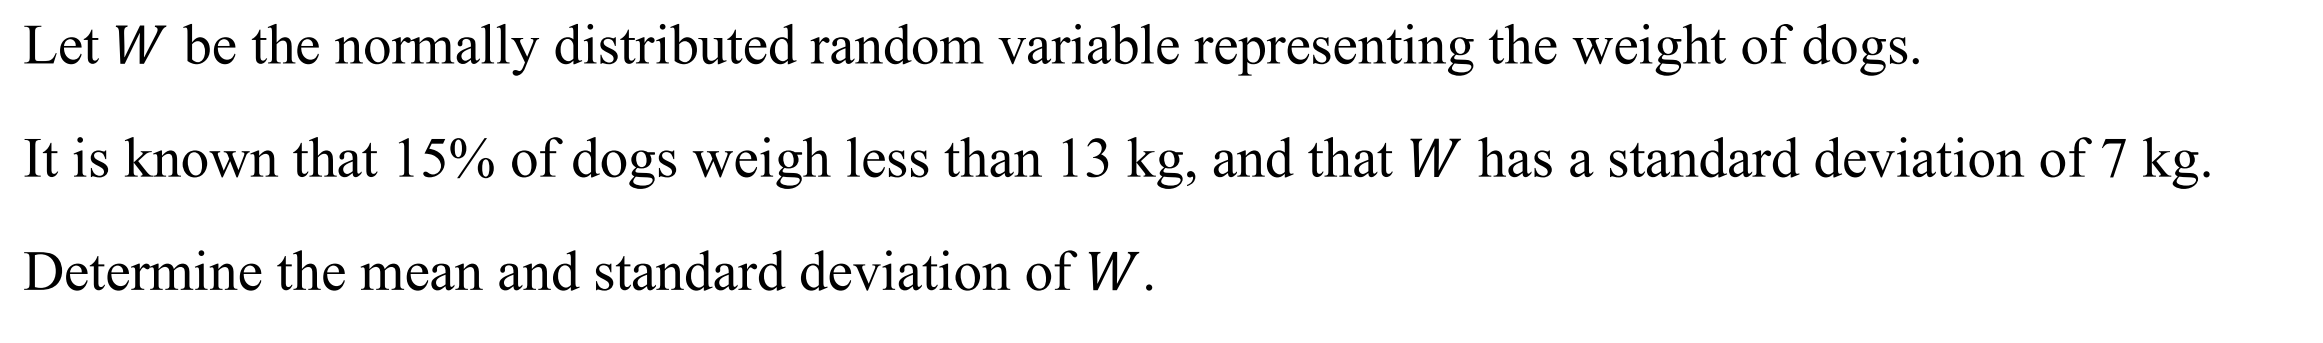 Let W be the normally distributed random variable representing the weight of dogs.
It is known that 15% of dogs weigh less than 13 kg, and that W has a standard deviation of 7 kg.
Determine the mean and standard deviation of W.